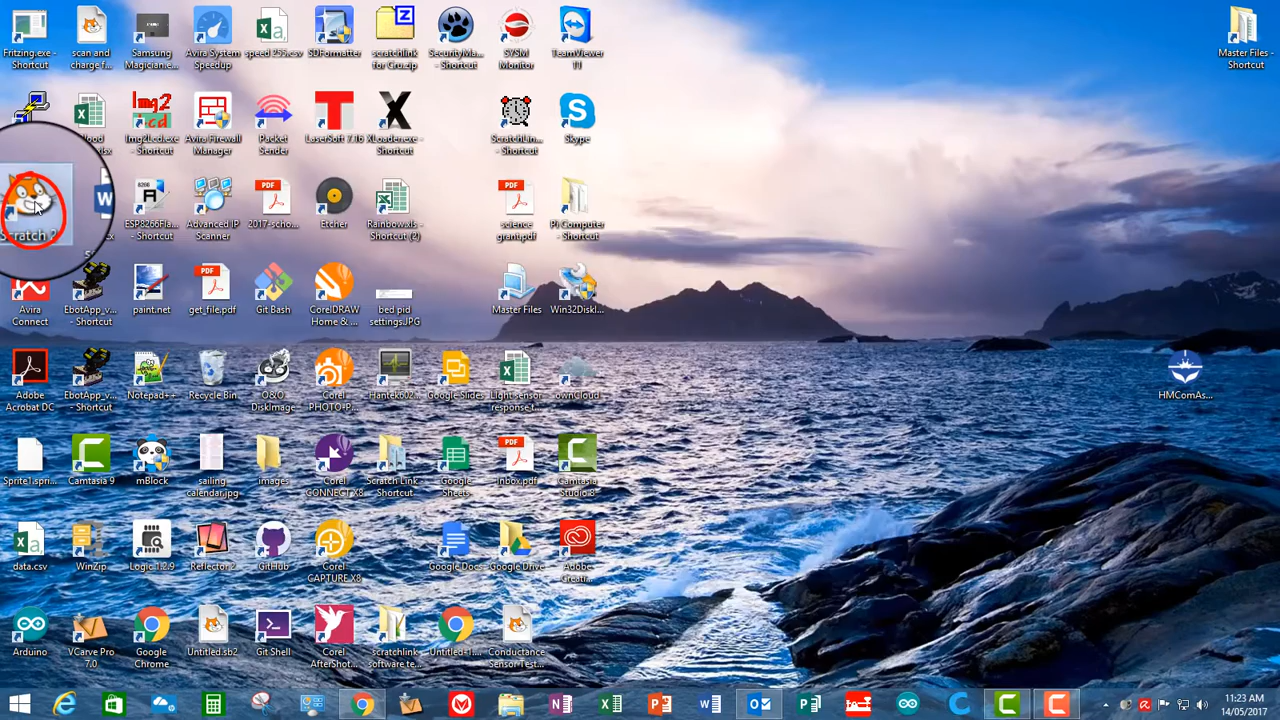 Fritzing.exe -
Shortcut
scan and
charge f...
Samsung
Magician.e...
Avira System
Speedup
speed 255.csv
SDFormatter
scratchlink
for Gru.zip
SecurityMa...
- Shortcut
SYSM
Monitor
TeamViewer
11
Master Files -
Shortcut
Img2Lcd.exe
- Shortcut
Avira Firewall
Manager
Packet
Sender
LaserSoft 7.16
XLoader.exe -
Shortcut
ScratchLin...
- Shortcut
Skype
Scratch 2
ESP8266Fla...
- Shortcut
Advanced IP
Scanner
2017-scho...
Etcher
Rainbow.xls -
Shortcut (2)
science
grant.pdf
Pi Computer -
Shortcut
Avira
Connect
EbotApp_v...
- Shortcut
paint.net
get_file.pdf
Git Bash
CorelDRAW
Home & ...
bed pid
settings.JPG
Master Files
Win32DiskI...
Adobe
Acrobat DC
EbotApp_v...
- Shortcut
Notepad++
Recycle Bin
O&O
DiskImage
Corel
PHOTO-P...
Hantek602...
Google Slides
Light sensor
response t...
ownCloud
HMComAs...
Sprite1.spri...
Camtasia 9
mBlock
sailing
calendar.jpg
images
Corel
CONNECT X8
Scratch Link -
Shortcut
Google
Sheets
Inbox.pdf
Camtasia
Studio 8
data.csv
WinZip
Logic 1.2.9
Reflector 2
GitHub
Corel
CAPTURE X8
Google Docs
Google Drive
Adobe
Creati...
Arduino
VCarve Pro
7.0
Google
Chrome
Untitled.sb2
Git Shell
Corel
AfterShot...
scratchlink
software te...
Untitled-1...
Conductance
Sensor Test...
11:23 AM
14/05/2017